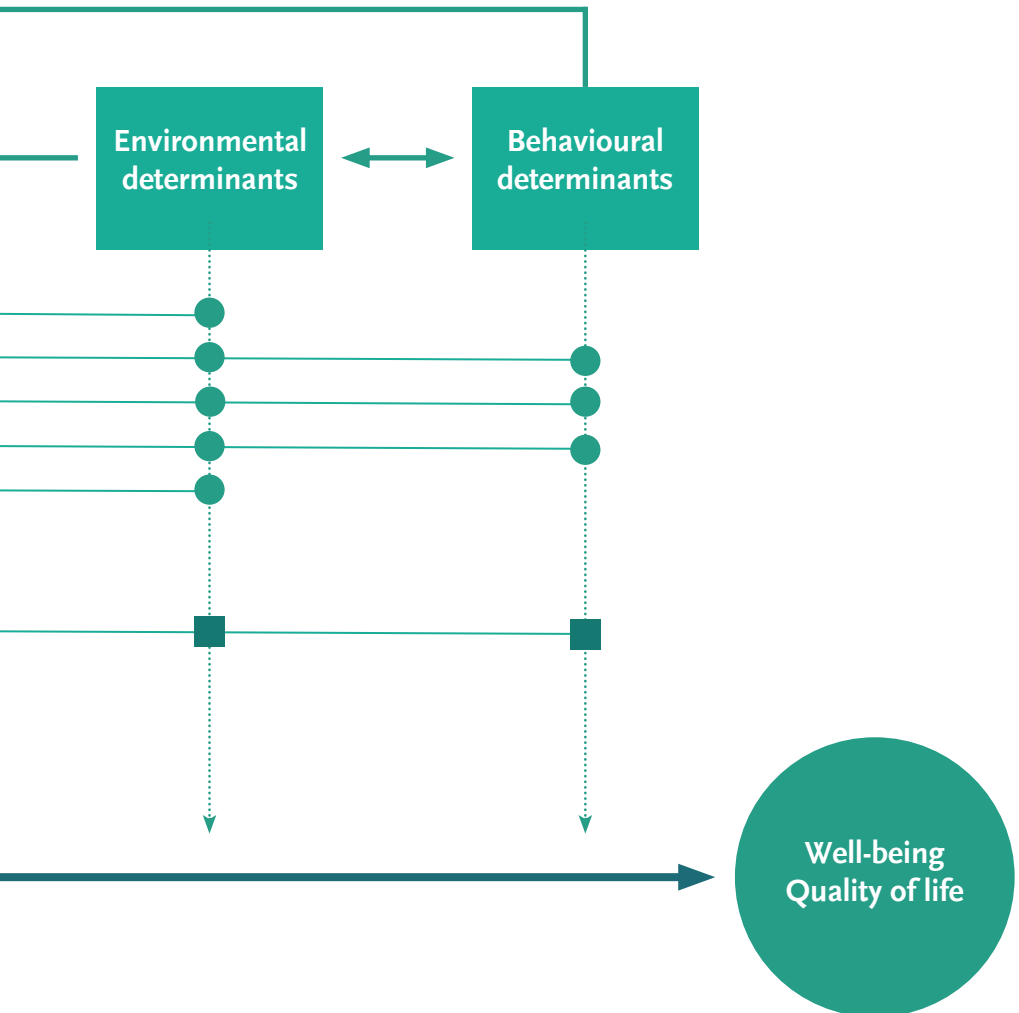 Environmental
determinants
Behavioural
determinants
Well-being
Quality of life